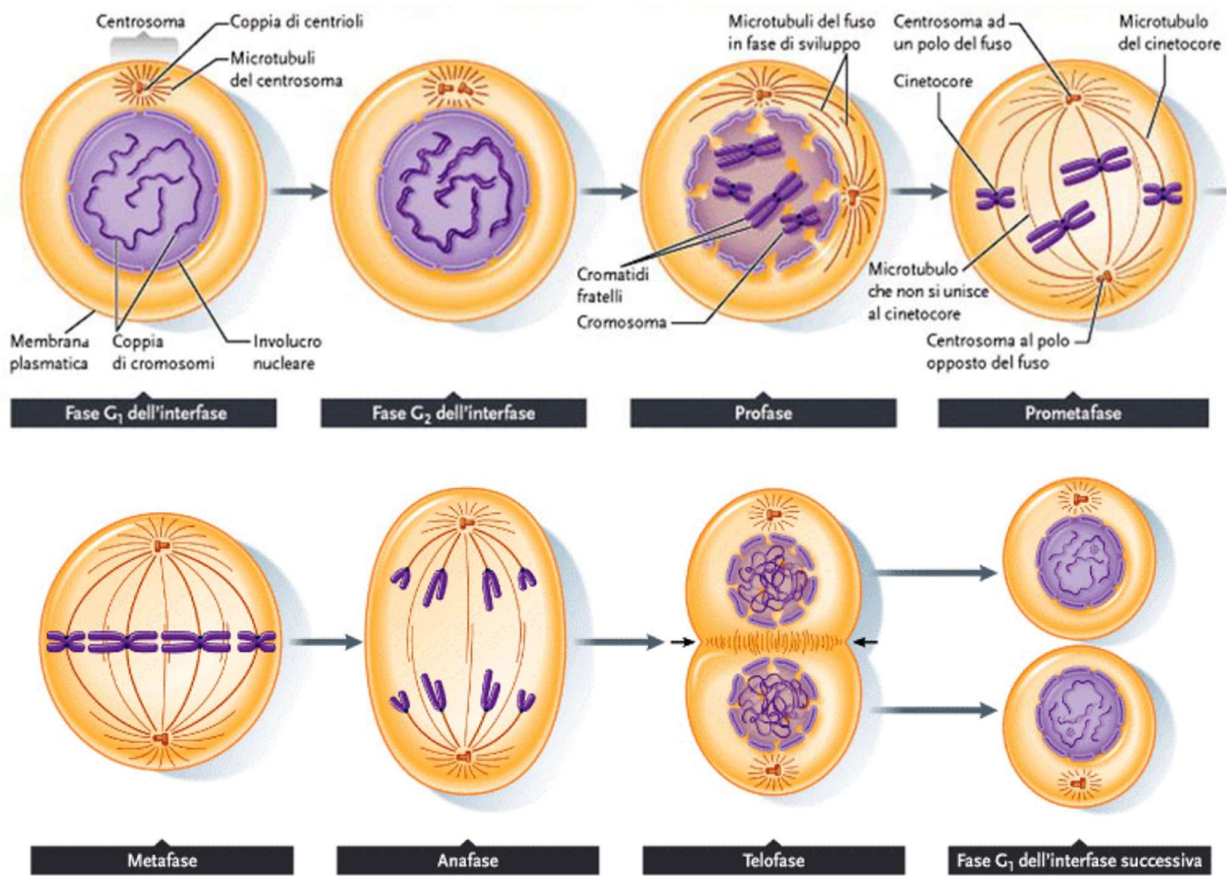 Centrosoma
Coppia di centrioli
Microtubuli
del centrosoma
Membrana
plasmatica
Coppia
di cromosomi
Involucro
nucleare
Fase G₁ dell'interfase
Fase G₂ dell'interfase
Microtubuli del fuso
in fase di sviluppo
Cromatidi
fratelli
Cromosoma
Profase
Centrosoma ad
un polo del fuso
Microtubulo
del cinetocore
Cinetocore
Microtubulo
che non si unisce
al cinetocore
Centrosoma al polo
opposto del fuso
Prometafase
Metafase
Anafase
Telofase
Fase G₁ dell'interfase successiva